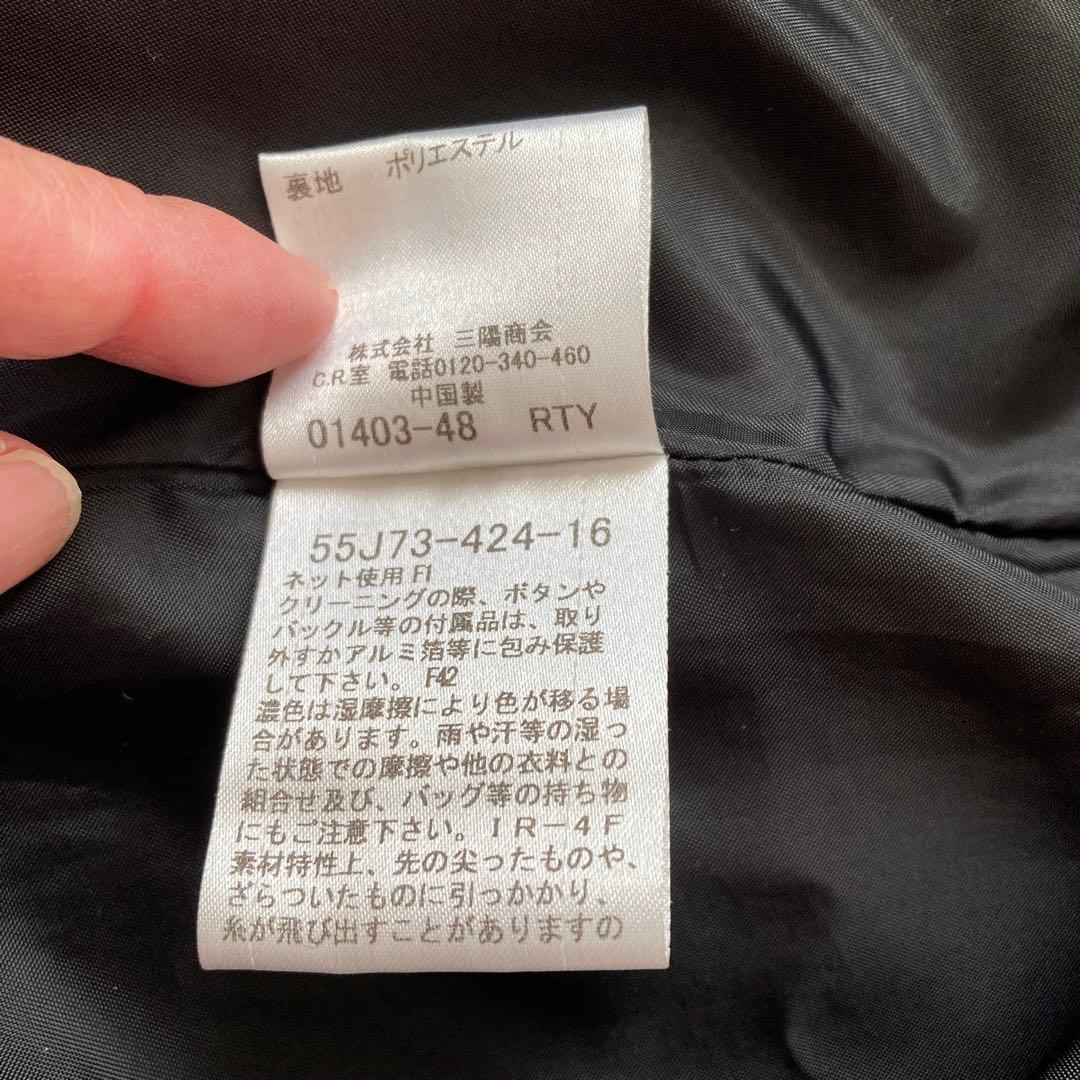 裏地 ポリエステル
株式会社 三陽商会
C.R室 電話0120-340-460
中国製
01403-48 RTY
55J73-424-16
ネット使用 F1
クリーニングの際、ボタンや
バックル等の付属品は、取り
外すかアルミ箔等に包み保護
して下さい。 F42
濃色は湿摩擦により色が移る場
合があります。雨や汗等の湿っ
た状態での摩擦や他の衣料との
組合せ及び、バッグ等の持ち物
にもご注意下さい。IR-4F
素材特性上、先の尖ったものや、
ざらついたものに引っかかり、
糸が飛び出すことがありますの